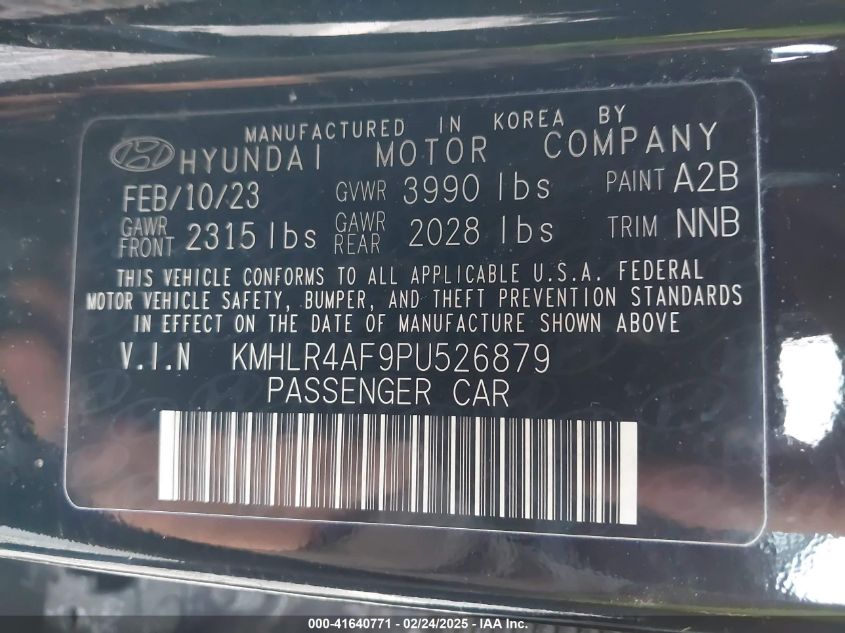 MANUFACTURED IN KOREA BY
HYUNDAI MOTOR COMPANY
FEB/10/23 GVWR 3990 lbs PAINT A2B
GAWR FRONT 2315 lbs GAWR REAR 2028 lbs TRIM NNB
THIS VEHICLE CONFORMS TO ALL APPLICABLE U.S.A. FEDERAL
MOTOR VEHICLE SAFETY, BUMPER, AND THEFT PREVENTION STANDARDS
IN EFFECT ON THE DATE OF MANUFACTURE SHOWN ABOVE
V.I.N KMHLR4AF9PU526879
PASSENGER CAR
000-41640771 - 02/24/2025 - IAA Inc.